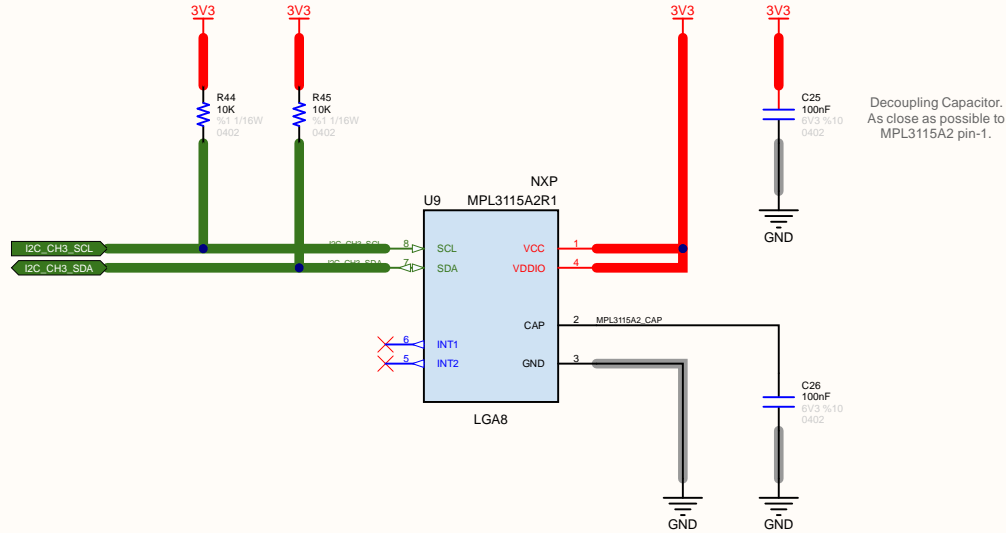 3V3
3V3
3V3
3V3
R44
10K
%1 1/16W
0402
R45
10K
%1 1/16W
0402
C25
100nF
6V3 %10
0402
Decoupling Capacitor.
As close as possible to
MPL3115A2 pin-1.
GND
NXP
U9
MPL3115A2R1
I2C_CH3_SCL
I2C_CH3_SCL
8
SCL
VCC
1
I2C_CH3_SDA
I2C_CH3_SDA
7
SDA
VDDIO
4
CAP
2
MPL3115A2_CAP
6
INT1
5
INT2
GND
3
LGA8
C26
100nF
6V3 %10
0402
GND
GND